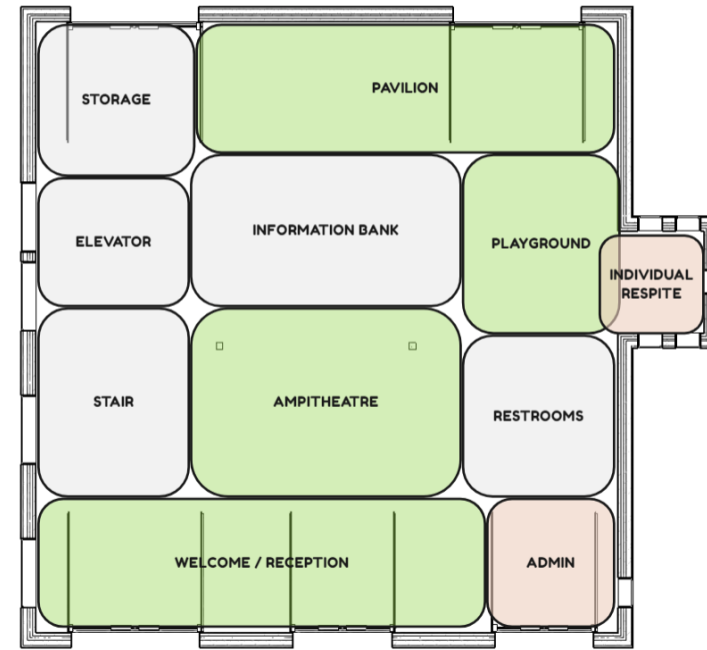 STORAGE
PAVILION
ELEVATOR
INFORMATION BANK
PLAYGROUND
INDIVIDUAL
RESPITE
STAIR
AMPITHEATRE
RESTROOMS
WELCOME / RECEPTION
ADMIN